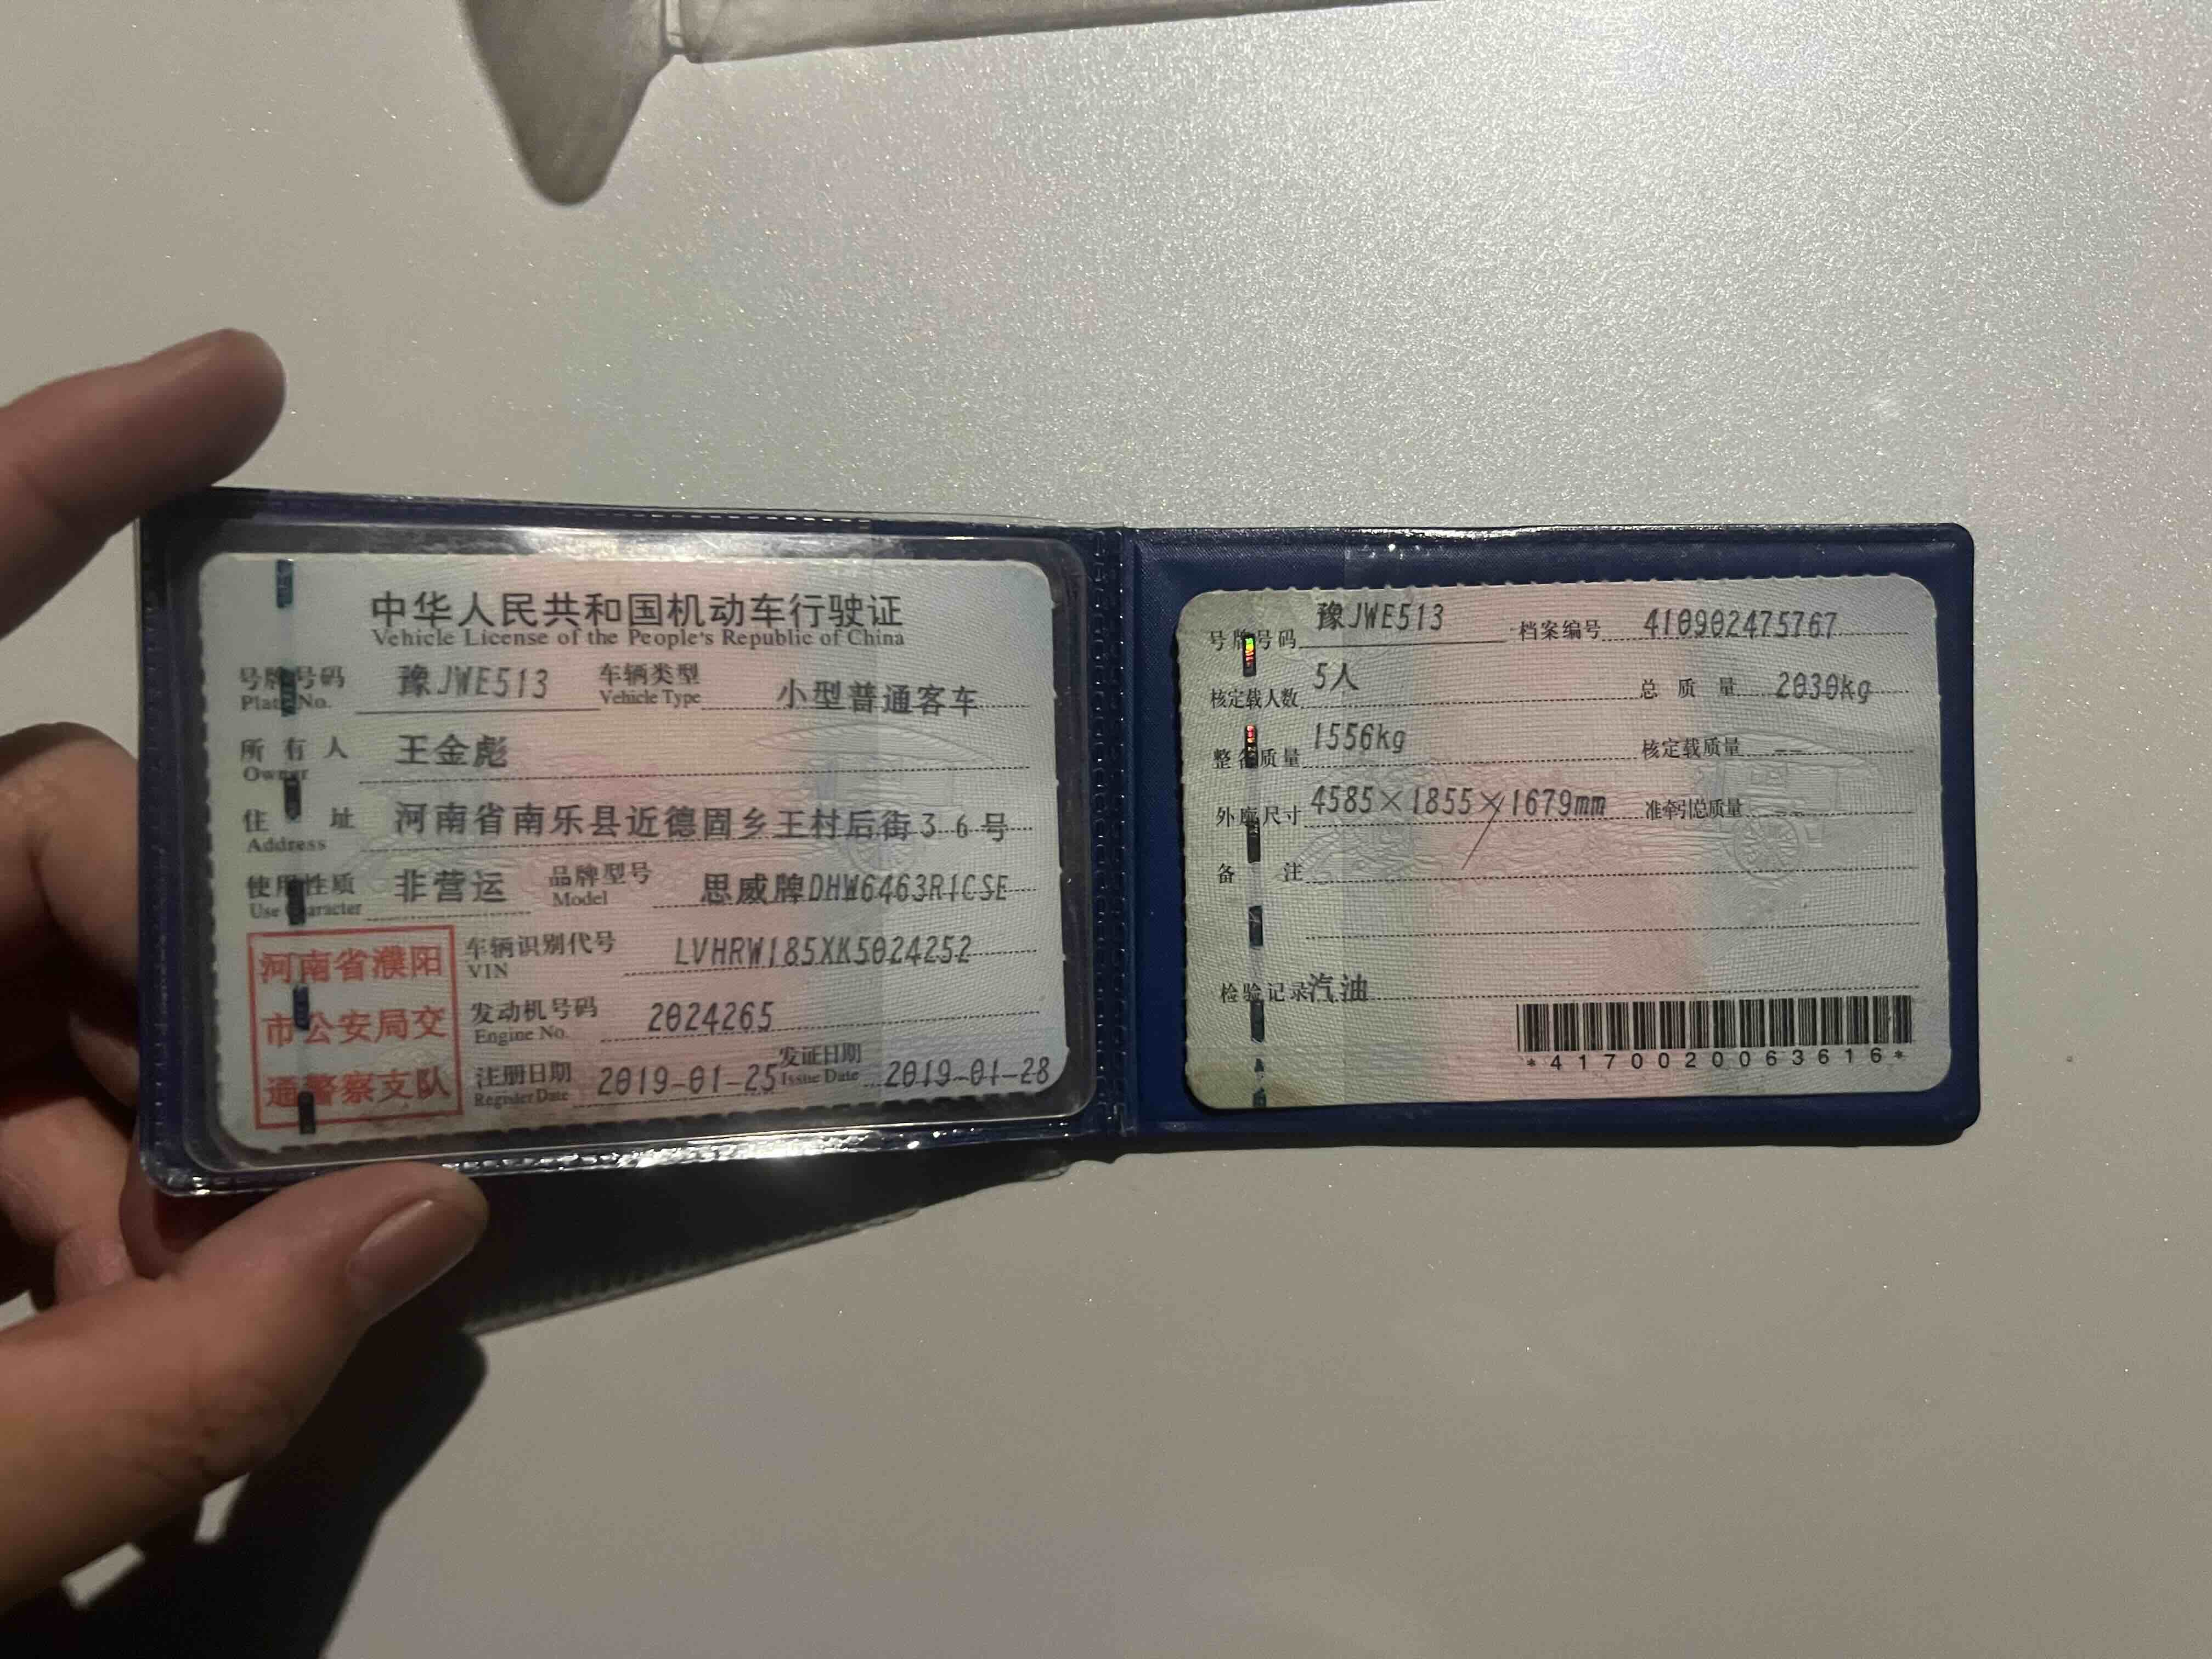 中华人民共和国机动车行驶证
Vehicle License of the People's Republic of China
号牌号码 豫JWE513 车辆类型 小型普通客车
Plate No. Vehicle Type
所有人 王金彪
Owner
住址 河南省南乐县近德固乡王村后街36号
Address
使用性质 非营运 品牌型号 思威牌DHW6463R1CSE
Use Character Model
河南省濮阳
市公安局交
通警察支队
车辆识别代号 LVHRW185XK5024252
VIN
发动机号码 2024265
Engine No.
注册日期 2019-01-25 发证日期 2019-01-28
Register Date Issue Date
号牌号码 豫JWE513 档案编号 410902475767
核定载人数 5人 总质量 2030kg
整备质量 1556kg 核定载质量 --
外廓尺寸 4585×1855×1679mm 准牵引总质量 --
备注
检验记录 汽油
*4170020063616*